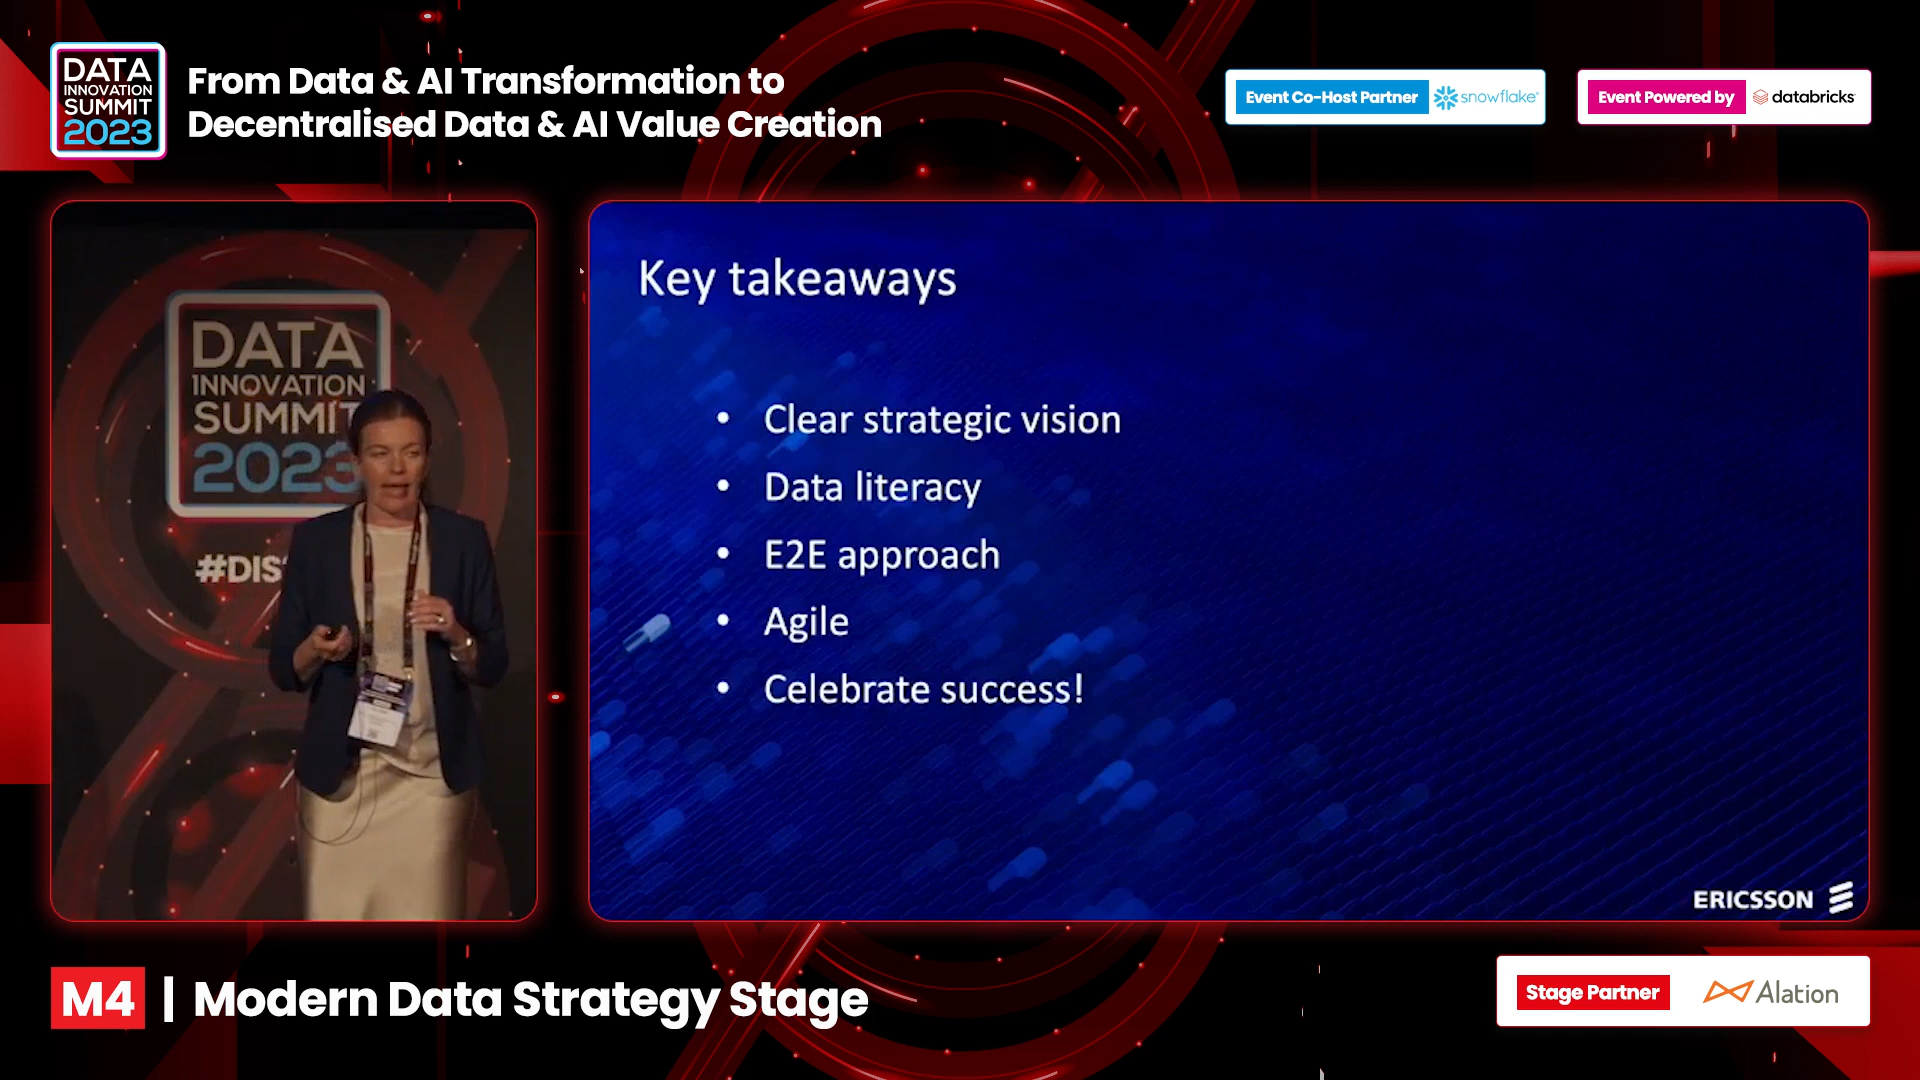 DATA
INNOVATION
SUMMIT
2023
From Data & AI Transformation to
Decentralised Data & AI Value Creation
Event Co-Host Partner
snowflake
Event Powered by
databricks
DATA
INNOVATION
SUMMIT
2023
#DIS
Key takeaways
• Clear strategic vision
• Data literacy
• E2E approach
• Agile
• Celebrate success!
ERICSSON
M4 | Modern Data Strategy Stage
Stage Partner
Alation